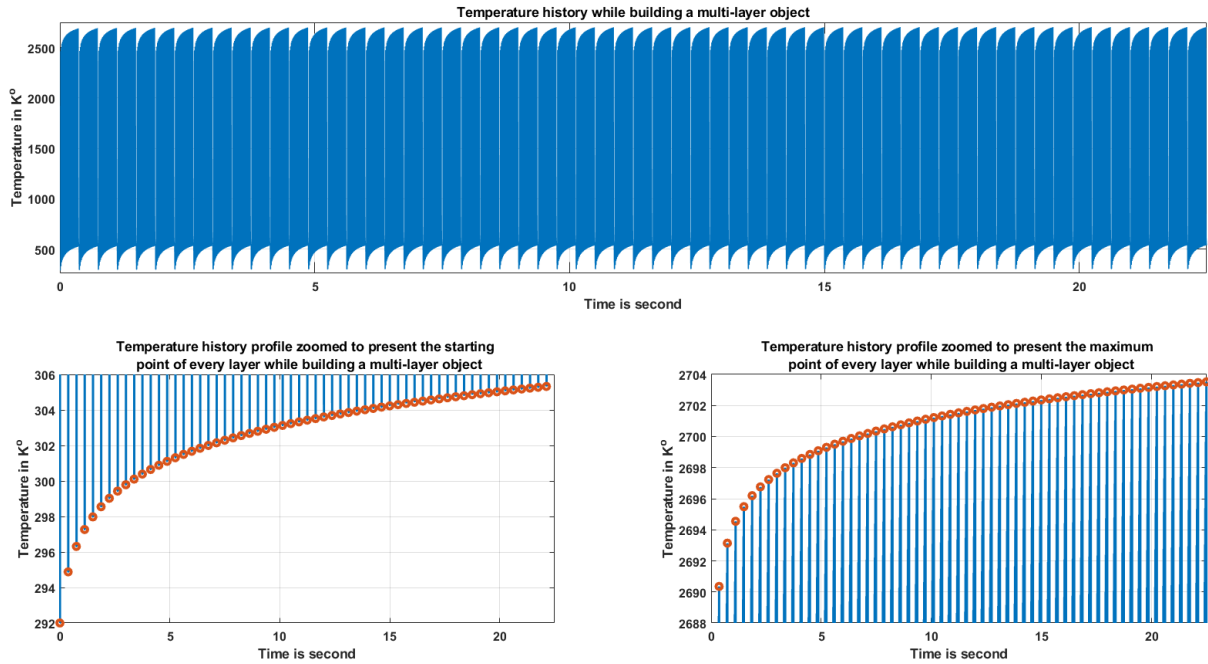 Temperature history while building a multi-layer object
Temperature in K°
2500
2000
1500
1000
500
0 5 10 15 20
Time is second
Temperature history profile zoomed to present the starting
point of every layer while building a multi-layer object
Temperature in K°
306
304
302
300
298
296
294
292
0 5 10 15 20
Time is second
Temperature history profile zoomed to present the maximum
point of every layer while building a multi-layer object
Temperature in K°
2704
2702
2700
2698
2696
2694
2692
2690
2688
0 5 10 15 20
Time is second